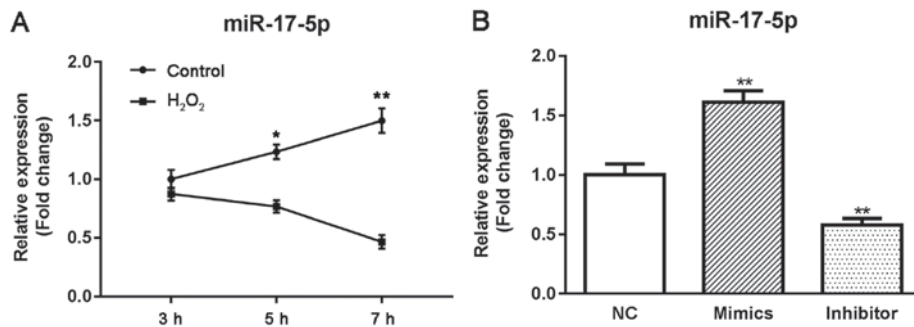 A
miR-17-5p
Relative expression
(Fold change)
2.0
1.5
1.0
0.5
0.0
Control
H₂O₂
*
**
3 h
5 h
7 h
B
miR-17-5p
Relative expression
(Fold change)
2.0
1.5
1.0
0.5
0.0
**
**
NC
Mimics
Inhibitor